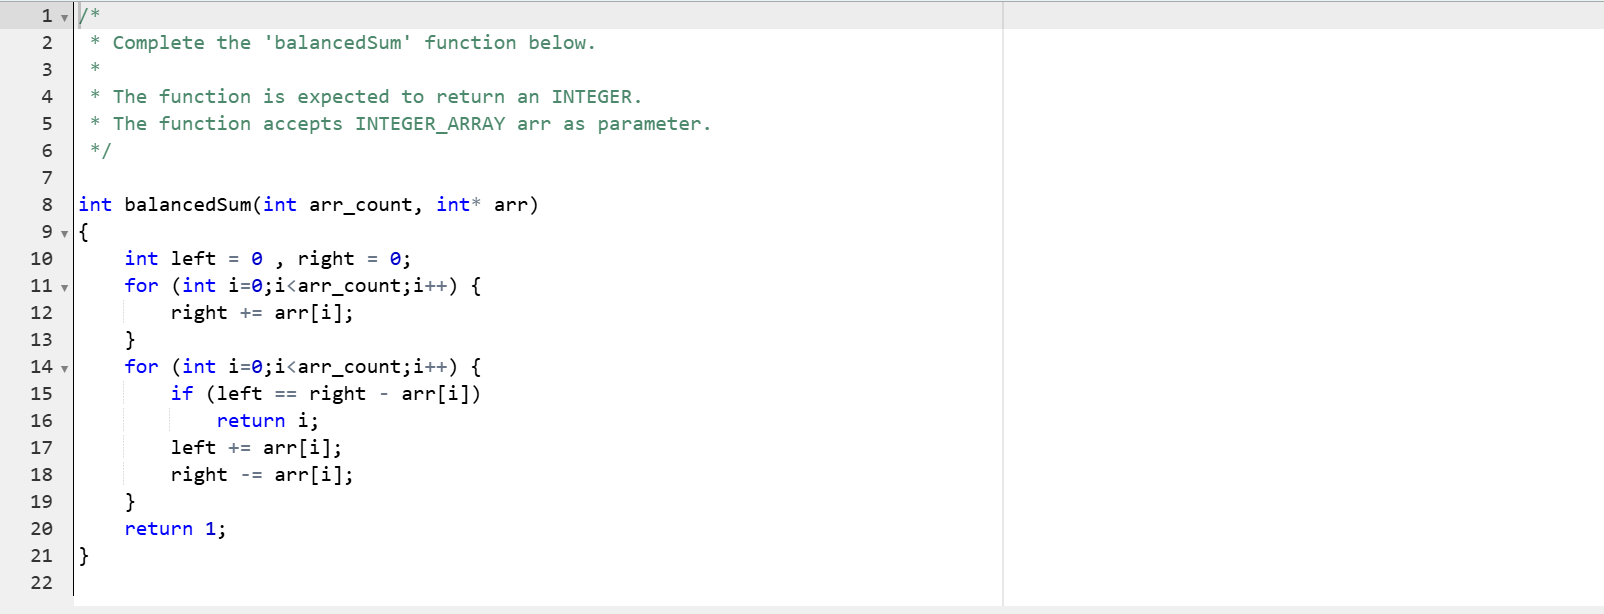 1 /*
2  * Complete the 'balancedSum' function below.
3  *
4  * The function is expected to return an INTEGER.
5  * The function accepts INTEGER_ARRAY arr as parameter.
6  */
7
8 int balancedSum(int arr_count, int* arr)
9 {
10     int left = 0 , right = 0;
11     for (int i=0;i<arr_count;i++) {
12         right += arr[i];
13     }
14     for (int i=0;i<arr_count;i++) {
15         if (left == right - arr[i])
16             return i;
17         left += arr[i];
18         right -= arr[i];
19     }
20     return 1;
21 }
22